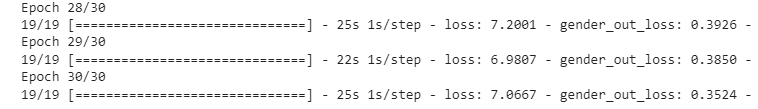 Epoch 28/30
19/19 [==============================] - 25s 1s/step - loss: 7.2001 - gender_out_loss: 0.3926 -
Epoch 29/30
19/19 [==============================] - 22s 1s/step - loss: 6.9807 - gender_out_loss: 0.3850 -
Epoch 30/30
19/19 [==============================] - 25s 1s/step - loss: 7.0667 - gender_out_loss: 0.3524 -